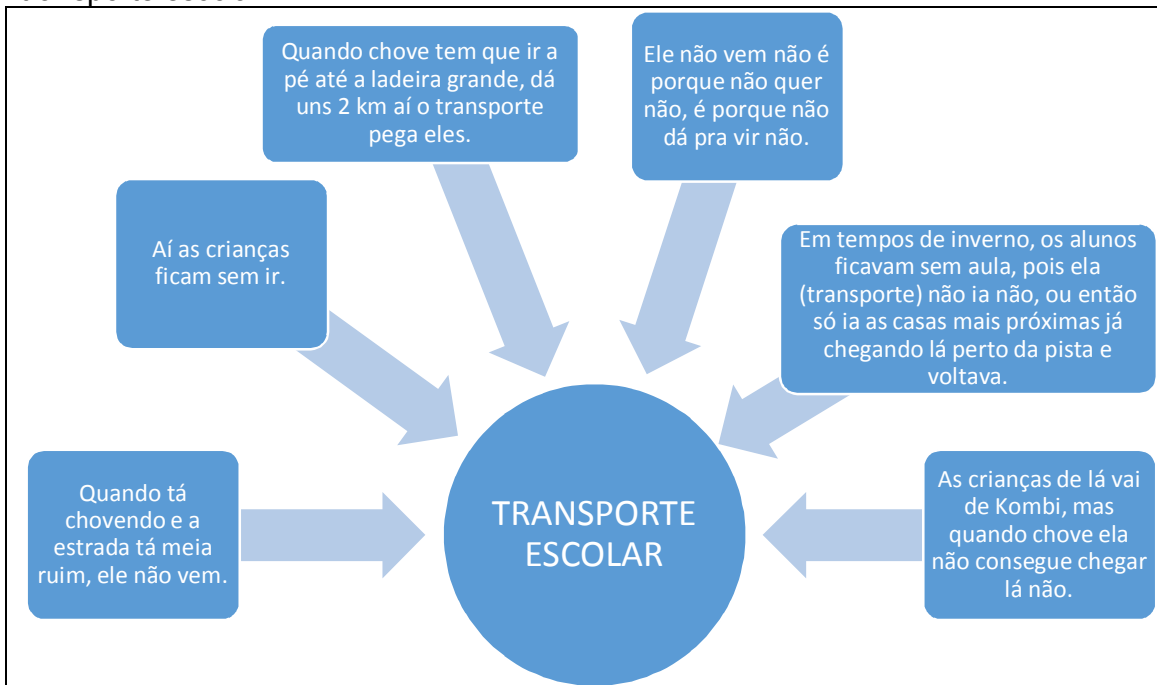 Quando chove tem que ir a
pé até a ladeira grande, dá
uns 2 km aí o transporte
pega eles.
Ele não vem não é
porque não quer
não, é porque não
dá pra vir não.
Aí as crianças
ficam sem ir.
Em tempos de inverno, os alunos
ficavam sem aula, pois ela
(transporte) não ia não, ou então
só ia as casas mais próximas já
chegando lá perto da pista e
voltava.
Quando tá
chovendo e a
estrada tá meia
ruim, ele não vem.
TRANSPORTE
ESCOLAR
As crianças de lá vai
de Kombi, mas
quando chove ela
não consegue chegar
lá não.